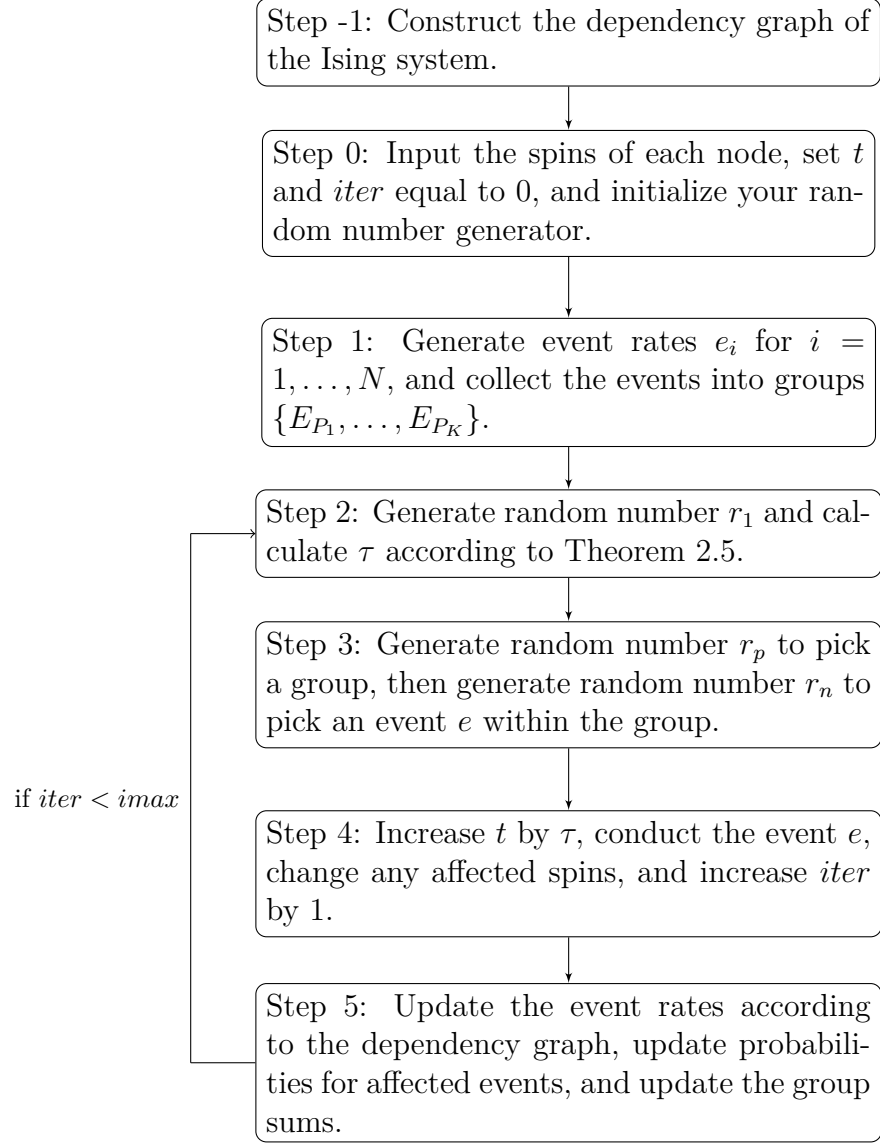 Step -1: Construct the dependency graph of
the Ising system.
Step 0: Input the spins of each node, set t
and iter equal to 0, and initialize your ran-
dom number generator.
Step 1: Generate event rates e_i for i =
1, . . . , N, and collect the events into groups
{E_{P_1}, . . . , E_{P_K}}.
Step 2: Generate random number r_1 and cal-
culate τ according to Theorem 2.5.
Step 3: Generate random number r_p to pick
a group, then generate random number r_n to
pick an event e within the group.
if iter < imax
Step 4: Increase t by τ, conduct the event e,
change any affected spins, and increase iter
by 1.
Step 5: Update the event rates according
to the dependency graph, update probabili-
ties for affected events, and update the group
sums.